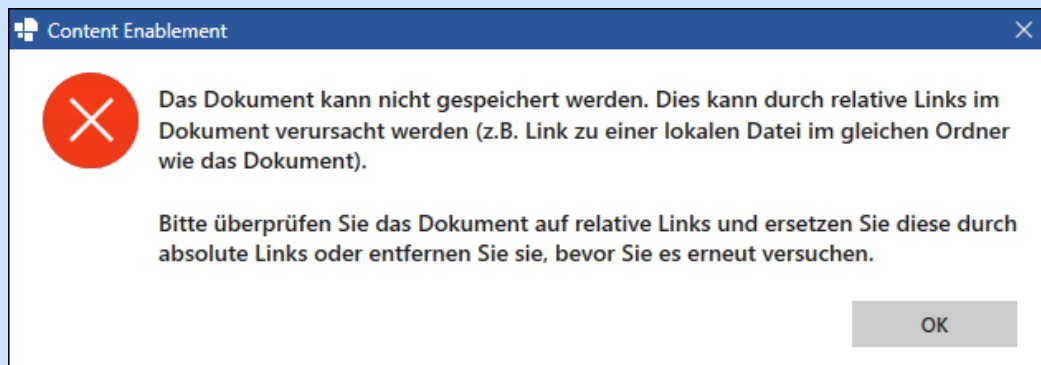 Content Enablement
Das Dokument kann nicht gespeichert werden. Dies kann durch relative Links im
Dokument verursacht werden (z.B. Link zu einer lokalen Datei im gleichen Ordner
wie das Dokument).
Bitte überprüfen Sie das Dokument auf relative Links und ersetzen Sie diese durch
absolute Links oder entfernen Sie sie, bevor Sie es erneut versuchen.
OK